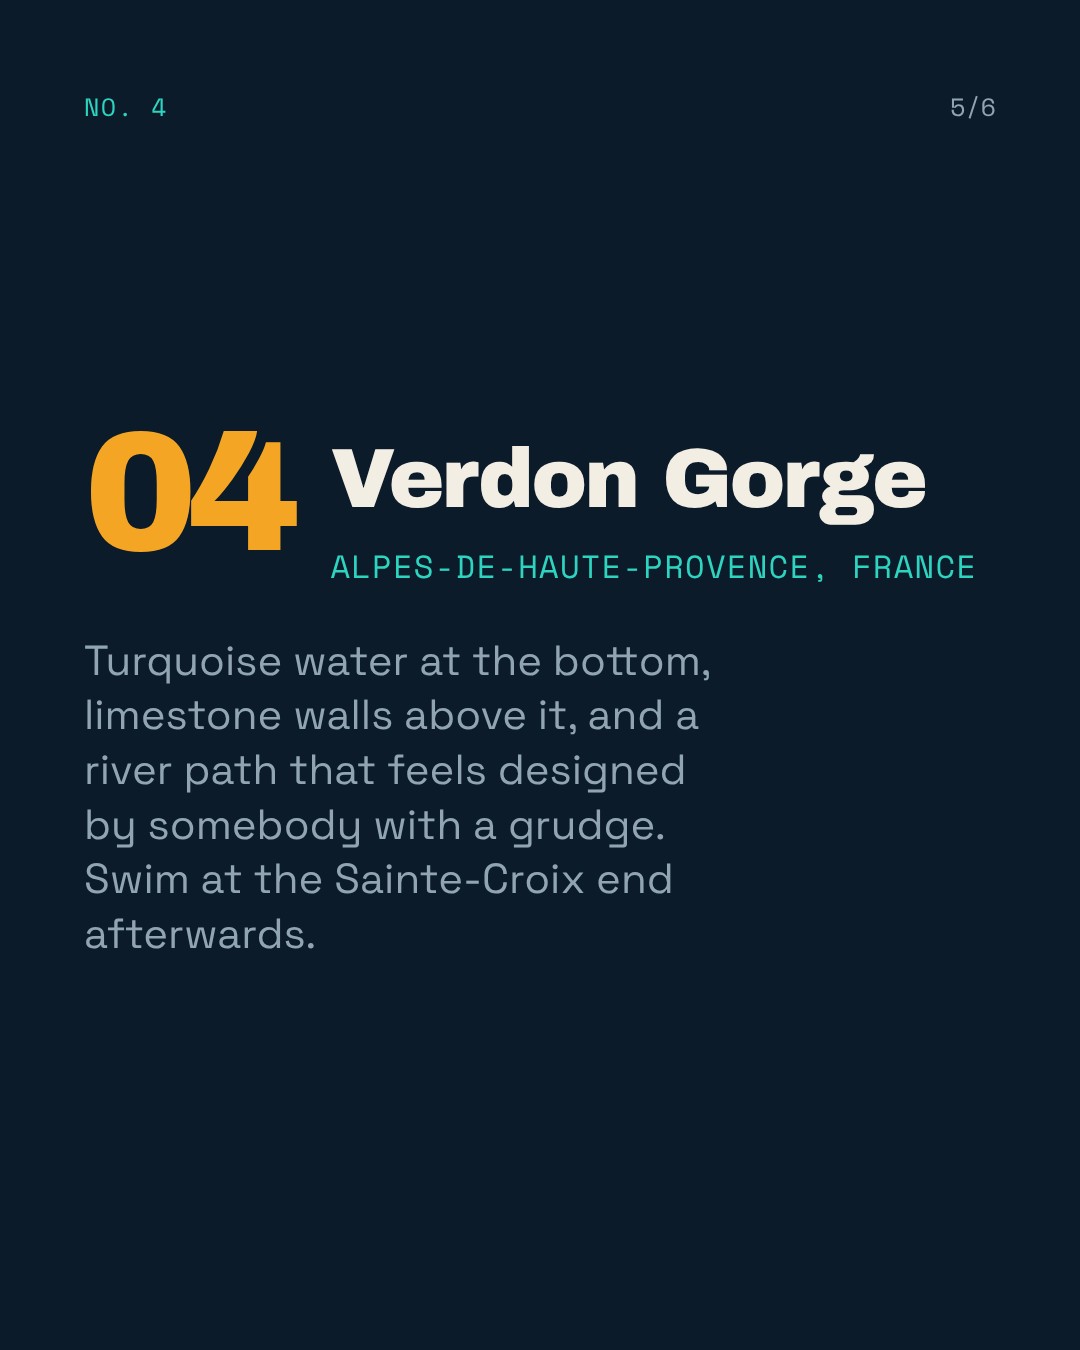 NO. 4
5/6
04
Verdon Gorge
ALPES-DE-HAUTE-PROVENCE, FRANCE
Turquoise water at the bottom,
limestone walls above it, and a
river path that feels designed
by somebody with a grudge.
Swim at the Sainte-Croix end
afterwards.